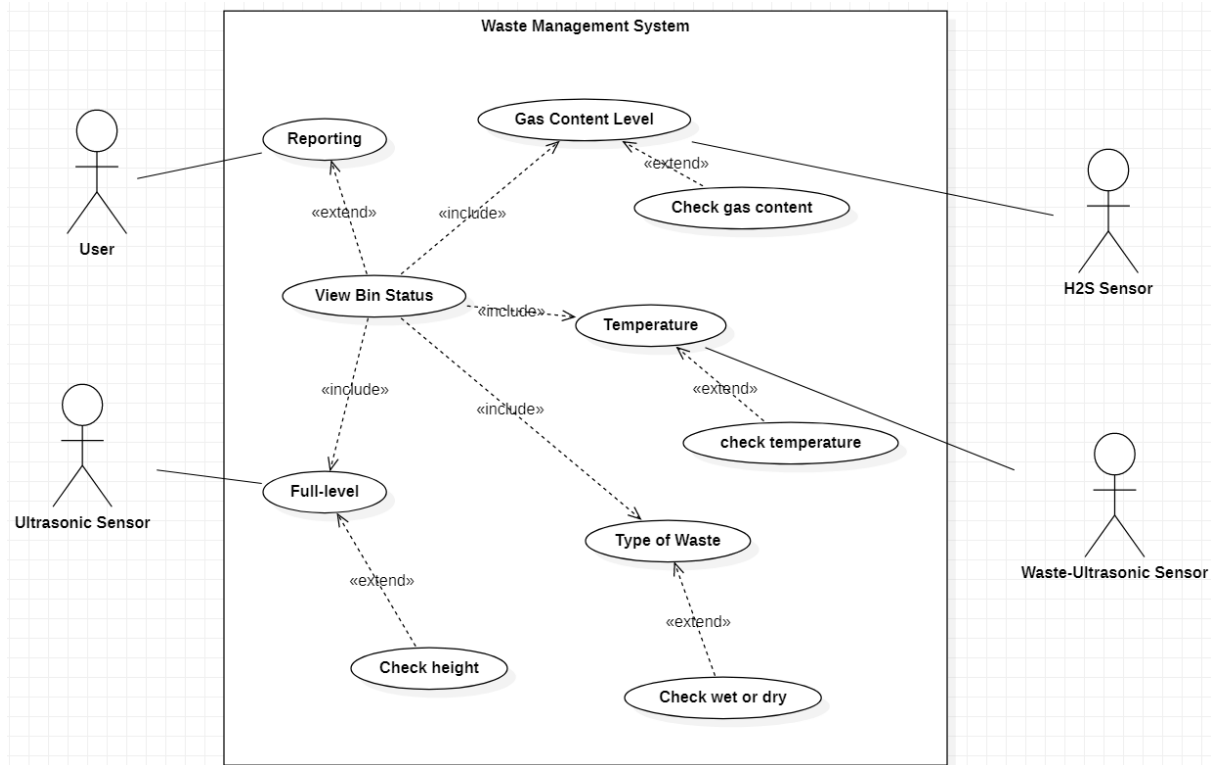 Waste Management System
Gas Content Level
Reporting
«extend»
Check gas content
«extend»
«include»
User
H2S Sensor
View Bin Status
«include»
Temperature
«include»
«extend»
«include»
check temperature
Full-level
Ultrasonic Sensor
Type of Waste
Waste-Ultrasonic Sensor
«extend»
«extend»
Check height
Check wet or dry